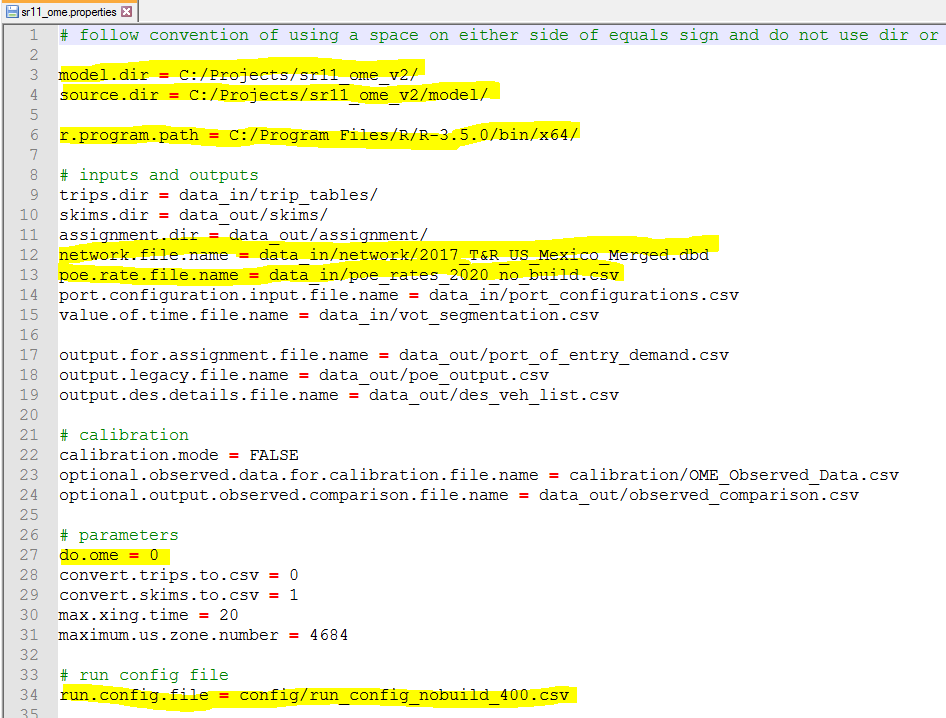 sr11_ome.properties
1 # follow convention of using a space on either side of equals sign and do not use dir or
2
3 model.dir = C:/Projects/sr11_ome_v2/
4 source.dir = C:/Projects/sr11_ome_v2/model/
5
6 r.program.path = C:/Program Files/R/R-3.5.0/bin/x64/
7
8 # inputs and outputs
9 trips.dir = data_in/trip_tables/
10 skims.dir = data_out/skims/
11 assignment.dir = data_out/assignment/
12 network.file.name = data_in/network/2017_T&R_US_Mexico_Merged.dbd
13 poe.rate.file.name = data_in/poe_rates_2020_no_build.csv
14 port.configuration.input.file.name = data_in/port_configurations.csv
15 value.of.time.file.name = data_in/vot_segmentation.csv
16
17 output.for.assignment.file.name = data_out/port_of_entry_demand.csv
18 output.legacy.file.name = data_out/poe_output.csv
19 output.des.details.file.name = data_out/des_veh_list.csv
20
21 # calibration
22 calibration.mode = FALSE
23 optional.observed.data.for.calibration.file.name = calibration/OME_Observed_Data.csv
24 optional.output.observed.comparison.file.name = data_out/observed_comparison.csv
25
26 # parameters
27 do.ome = 0
28 convert.trips.to.csv = 0
29 convert.skims.to.csv = 1
30 max.xing.time = 20
31 maximum.us.zone.number = 4684
32
33 # run config file
34 run.config.file = config/run_config_nobuild_400.csv
35